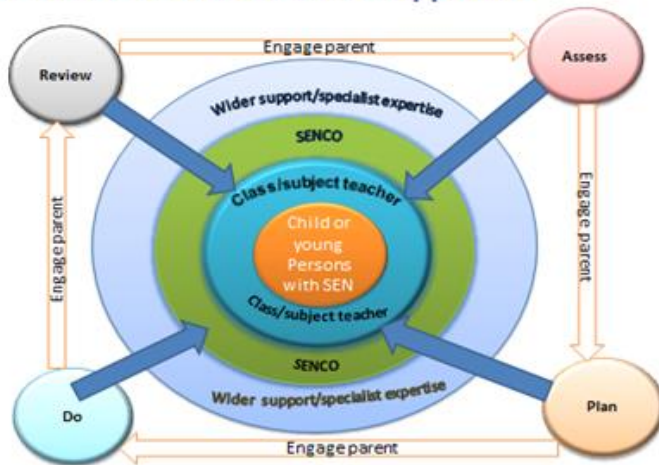 Engage parent
Review
Assess
Wider support/specialist expertise
SENCO
Class/subject teacher
Child or
young
Persons
with SEN
Engage parent
Engage parent
Class/subject teacher
SENCO
Wider support/specialist expertise
Do
Plan
Engage parent